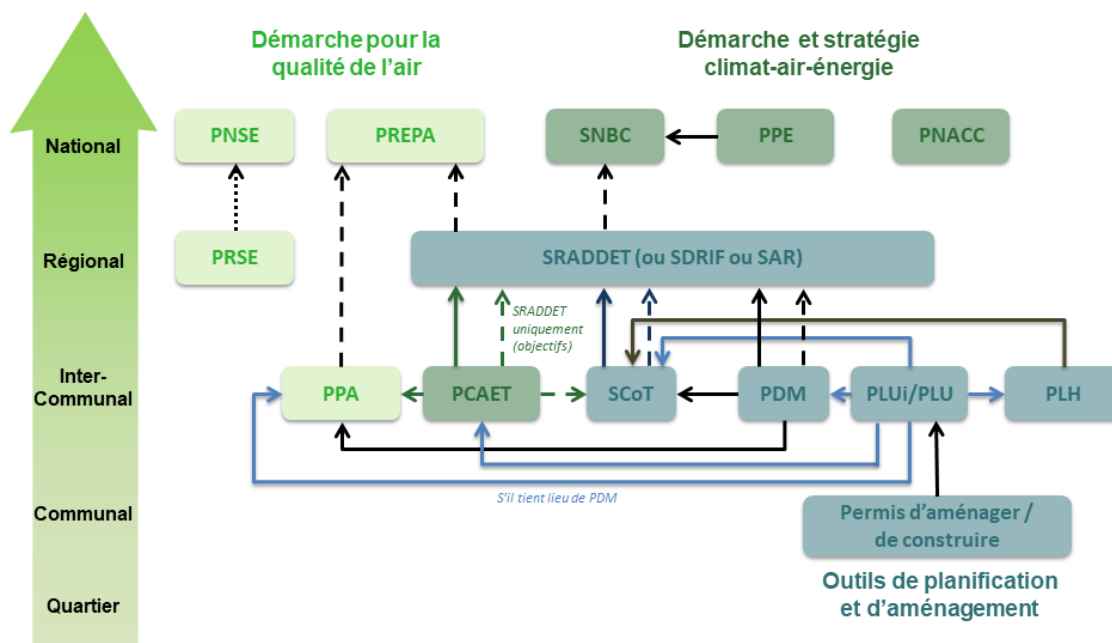 Démarche pour la
qualité de l'air
Démarche et stratégie
climat-air-énergie
National
PNSE
PREPA
SNBC
PPE
PNACC
Régional
PRSE
SRADDET (ou SDRIF ou SAR)
SRADDET
uniquement
(objectifs)
Inter-
Communal
PPA
PCAET
SCoT
PDM
PLUi/PLU
PLH
S'il tient lieu de PDM
Communal
Permis d'aménager /
de construire
Quartier
Outils de planification
et d'aménagement